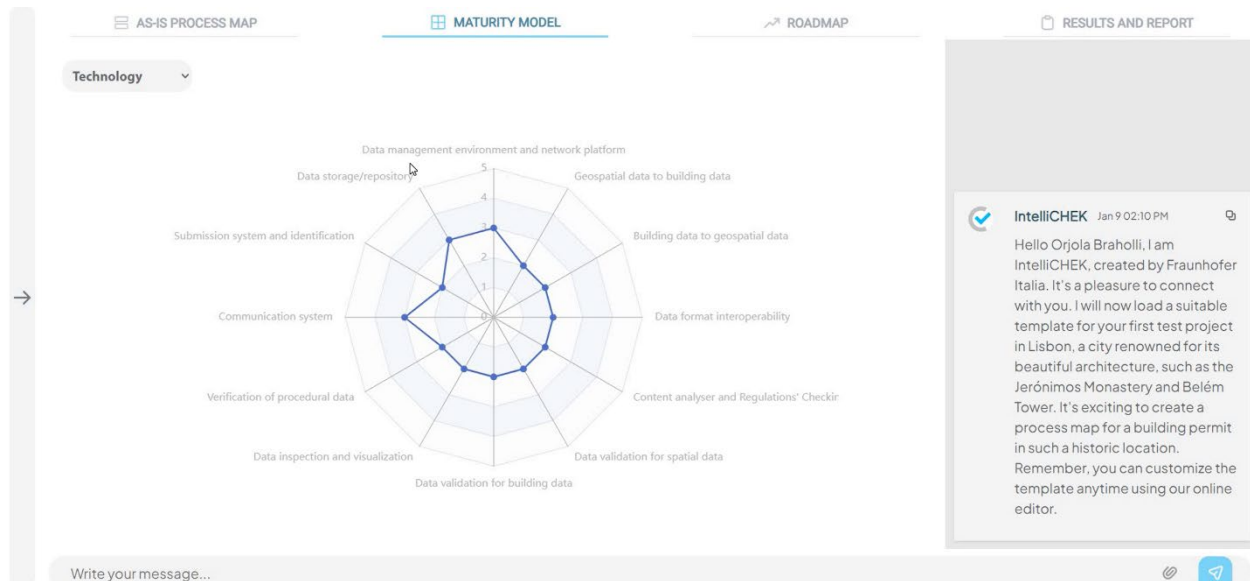 AS-IS PROCESS MAP
MATURITY MODEL
ROADMAP
RESULTS AND REPORT
Technology
Data management environment and network platform
Data storage/repository
Geospatial data to building data
Submission system and identification
Building data to geospatial data
Communication system
Data format interoperability
Verification of procedural data
Content analyser and Regulations' Checkin
Data inspection and visualization
Data validation for spatial data
Data validation for building data
5
4
3
2
1
0
IntelliCHEK Jan 9 02:10 PM
Hello Orjola Braholli, I am
IntelliCHEK, created by Fraunhofer
Italia. It's a pleasure to connect
with you. I will now load a suitable
template for your first test project
in Lisbon, a city renowned for its
beautiful architecture, such as the
Jerónimos Monastery and Belém
Tower. It's exciting to create a
process map for a building permit
in such a historic location.
Remember, you can customize the
template anytime using our online
editor.
Write your message...